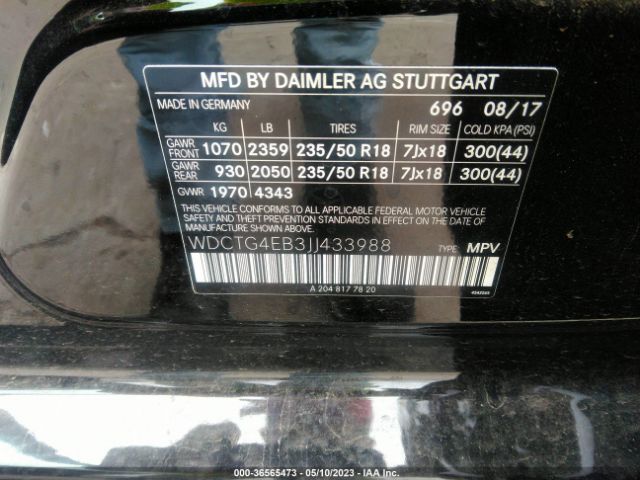 MFD BY DAIMLER AG STUTTGART
MADE IN GERMANY 696 08/17
KG LB TIRES RIM SIZE COLD KPA(PSI)
GAWR FRONT 1070 2359 235/50 R18 7Jx18 300(44)
GAWR REAR 930 2050 235/50 R18 7Jx18 300(44)
GVWR 1970 4343
THIS VEHICLE CONFORMS TO ALL APPLICABLE FEDERAL MOTOR VEHICLE
SAFETY AND THEFT PREVENTION STANDARDS IN EFFECT ON THE DATE OF
MANUFACTURE SHOWN ABOVE.
WDCTG4EB3JJ433988 TYPE: MPV
A 204 817 78 20
000-36565473 — 05/10/2023 — IAA Inc.